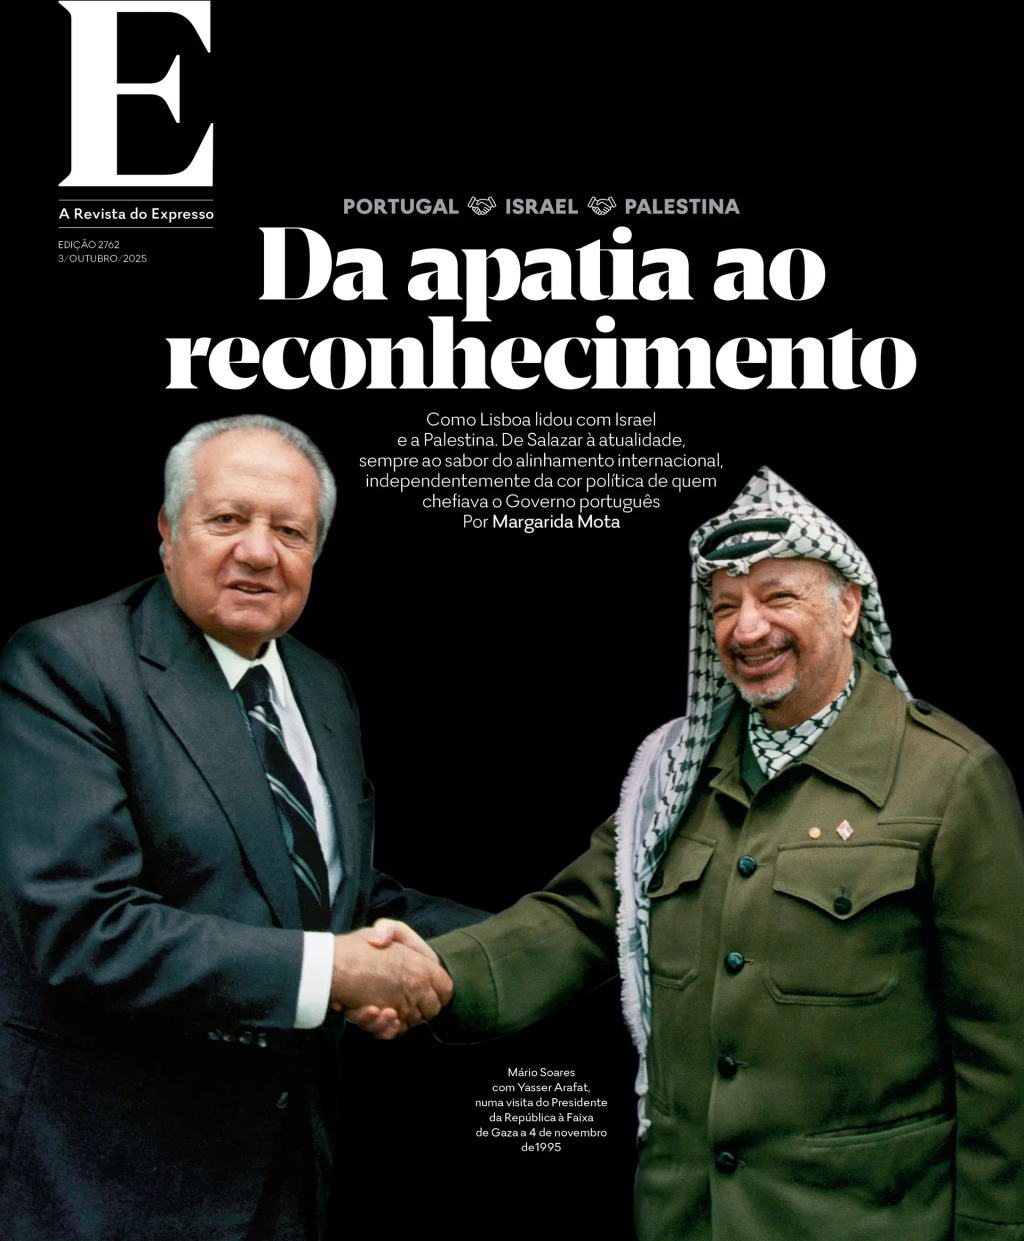 E
A Revista do Expresso
EDIÇÃO 2762
3/OUTUBRO/2025
PORTUGAL ISRAEL PALESTINA
Da apatia ao
reconhecimento
Como Lisboa lidou com Israel
e a Palestina. De Salazar à atualidade,
sempre ao sabor do alinhamento internacional,
independentemente da cor política de quem
chefiava o Governo português
Por Margarida Mota
Mário Soares
com Yasser Arafat,
numa visita do Presidente
da República à Faixa
de Gaza a 4 de novembro
de1995